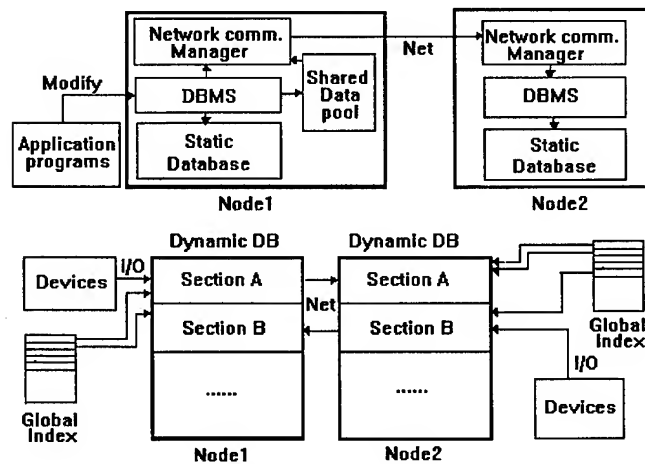 Network comm.
Manager
Net
Network comm.
Manager
Modify
DBMS
Shared
Data
pool
DBMS
Application
programs
Static
Database
Static
Database
Node1
Node2
Dynamic DB
Dynamic DB
I/O
Devices
Section A
Section A
Net
Section B
Section B
Global
Index
I/O
Global
Index
......
......
Devices
Node1
Node2